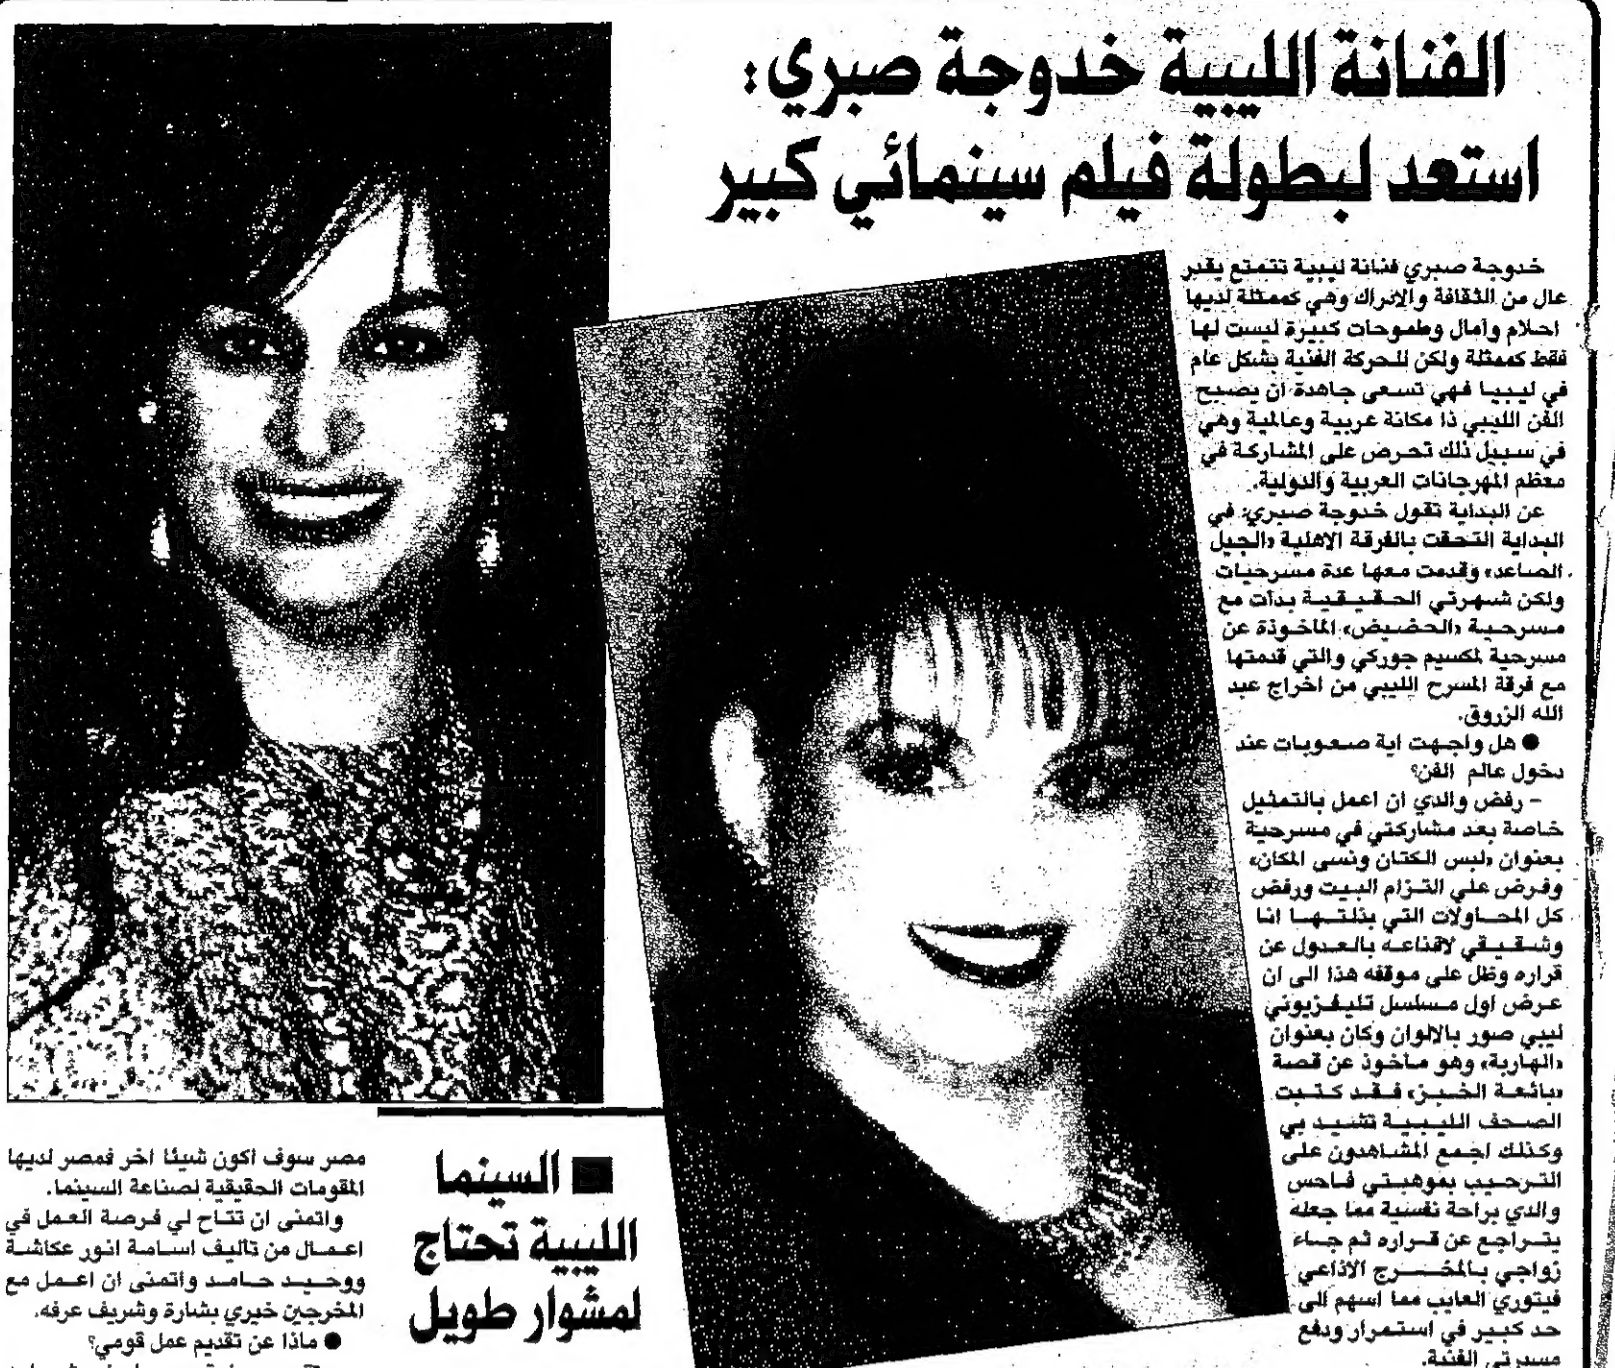 الفنانة الليبية خدوجة صبري:
استعد لبطولة فيلم سينمائي كبير
خدوجة صبري فنانة ليبية تتمتع بقدر
عال من الثقافة والادراك وهي كممثلة لديها
احلام وآمال وطموحات كبيرة ليست لها
فقط كممثلة ولكن للحركة الفنية بشكل عام
في ليبيا فهي تسعى جاهدة ان يصبح
الفن الليبي ذا مكانة عربية وعالمية وهي
في سبيل ذلك تحرص على المشاركة في
معظم المهرجانات العربية والدولية.
عن البداية تقول خدوجة صبري: في
البداية التحقت بالفرقة الاهلية «الجيل
الصاعد» وقدمت معها عدة مسرحيات
ولكن شهرتي الحقيقية بدأت مع
مسرحية «الحضيض» المأخوذة عن
مسرحية لمكسيم جوركي والتي قدمتها
مع فرقة المسرح الليبي من اخراج عبد
الله الزروق.
● هل واجهت اية صعوبات عند
دخول عالم الفن؟
- رفض والدي ان اعمل بالتمثيل
خاصة بعد مشاركتي في مسرحية
بعنوان «لبس الكتان ونسى المكان»
وفرض علي التزام البيت ورفض
كل المحاولات التي بذلتها انا
وشقيقي لاقناعه بالعدول عن
قراره وظل على موقفه هذا الى ان
عرض اول مسلسل تليفزيوني
ليبي صور بالالوان وكان بعنوان
«الهاربة» وهو مأخوذ عن قصة
«بائعة الخبز» فقد كتبت
الصحف الليبية تشيد بي
وكذلك اجمع المشاهدون على
الترحيب بموهبتي فاحس
والدي براحة نفسية مما جعله
يتراجع عن قراره ثم جاء
زواجي بالمخرج الاذاعي
فيتوري العايب مما اسهم الى
حد كبير في استمرار ودفع
مسيرتي الفنية.
■ السينما
الليبية تحتاج
لمشوار طويل
مصر سوف اكون شيئا اخر فمصر لديها
المقومات الحقيقية لصناعة السينما.
واتمنى ان تتاح لي فرصة العمل في
اعمال من تأليف اسامة انور عكاشة
ووحيد حامد واتمنى ان اعمل مع
المخرجين خيري بشارة وشريف عرفه.
● ماذا عن تقديم عمل قومي؟